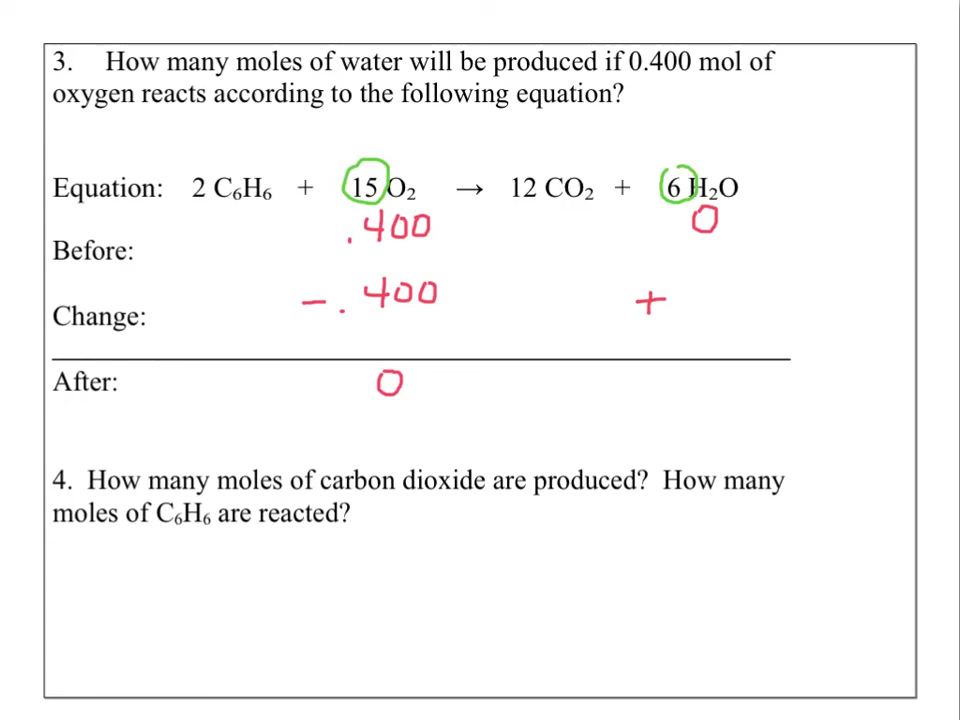 3. How many moles of water will be produced if 0.400 mol of
oxygen reacts according to the following equation?
Equation: 2 C₆H₆ + 15 O₂ → 12 CO₂ + 6 H₂O
.400 0
Before:
- .400 +
Change:
After: 0
4. How many moles of carbon dioxide are produced? How many
moles of C₆H₆ are reacted?